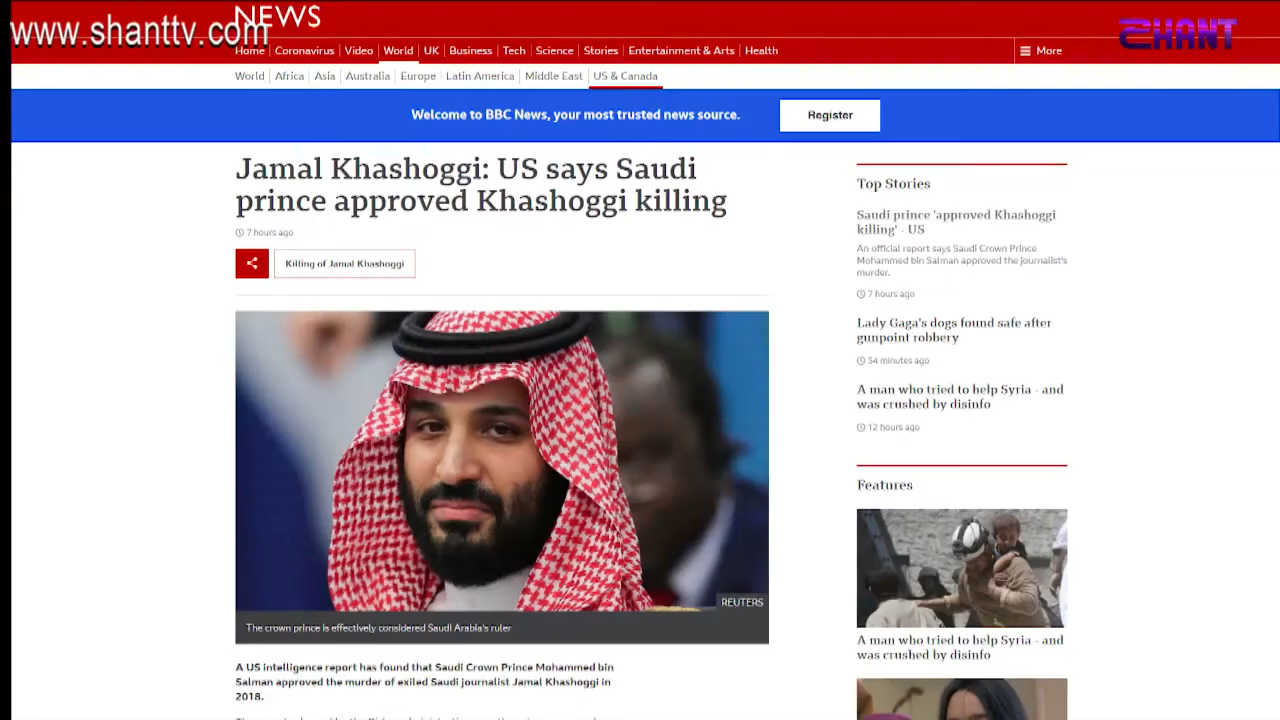 NEWS
www.shanttv.com
SHANT
Home
Coronavirus
Video
World
UK
Business
Tech
Science
Stories
Entertainment & Arts
Health
More
World
Africa
Asia
Australia
Europe
Latin America
Middle East
US & Canada
Welcome to BBC News, your most trusted news source.
Register
Jamal Khashoggi: US says Saudi
prince approved Khashoggi killing
7 hours ago
Killing of Jamal Khashoggi
REUTERS
The crown prince is effectively considered Saudi Arabia's ruler
A US intelligence report has found that Saudi Crown Prince Mohammed bin
Salman approved the murder of exiled Saudi journalist Jamal Khashoggi in
2018.
Top Stories
Saudi prince 'approved Khashoggi
killing' - US
An official report says Saudi Crown Prince
Mohammed bin Salman approved the journalist's
murder.
7 hours ago
Lady Gaga's dogs found safe after
gunpoint robbery
54 minutes ago
A man who tried to help Syria - and
was crushed by disinfo
12 hours ago
Features
A man who tried to help Syria - and
was crushed by disinfo